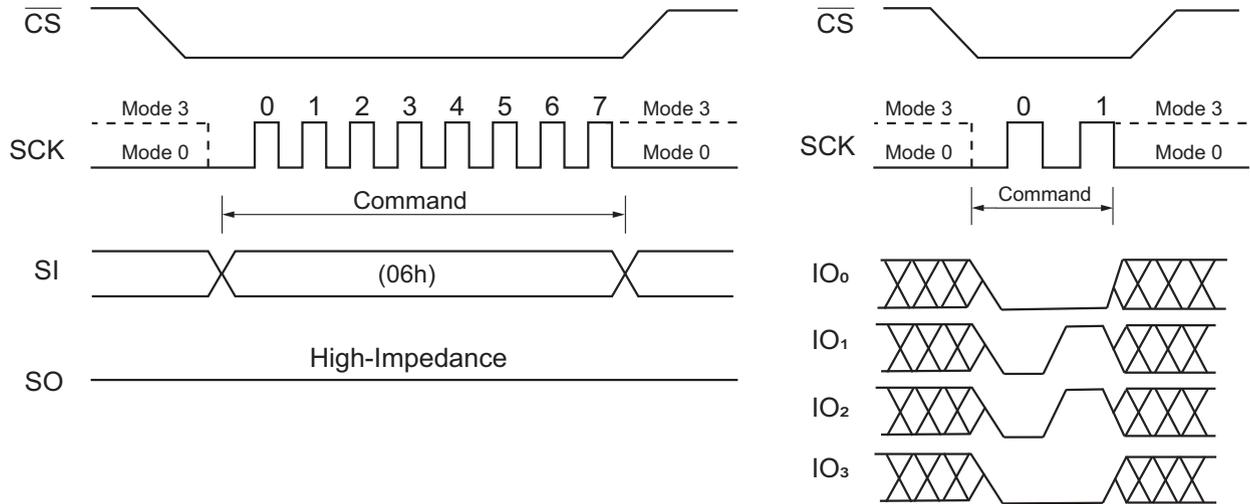 CS
Mode 3
0 1 2 3 4 5 6 7
Mode 3
SCK
Mode 0
Mode 0
Command
SI
(06h)
High-Impedance
SO
CS
Mode 3
0 1
Mode 3
SCK
Mode 0
Mode 0
Command
IO₀
IO₁
IO₂
IO₃